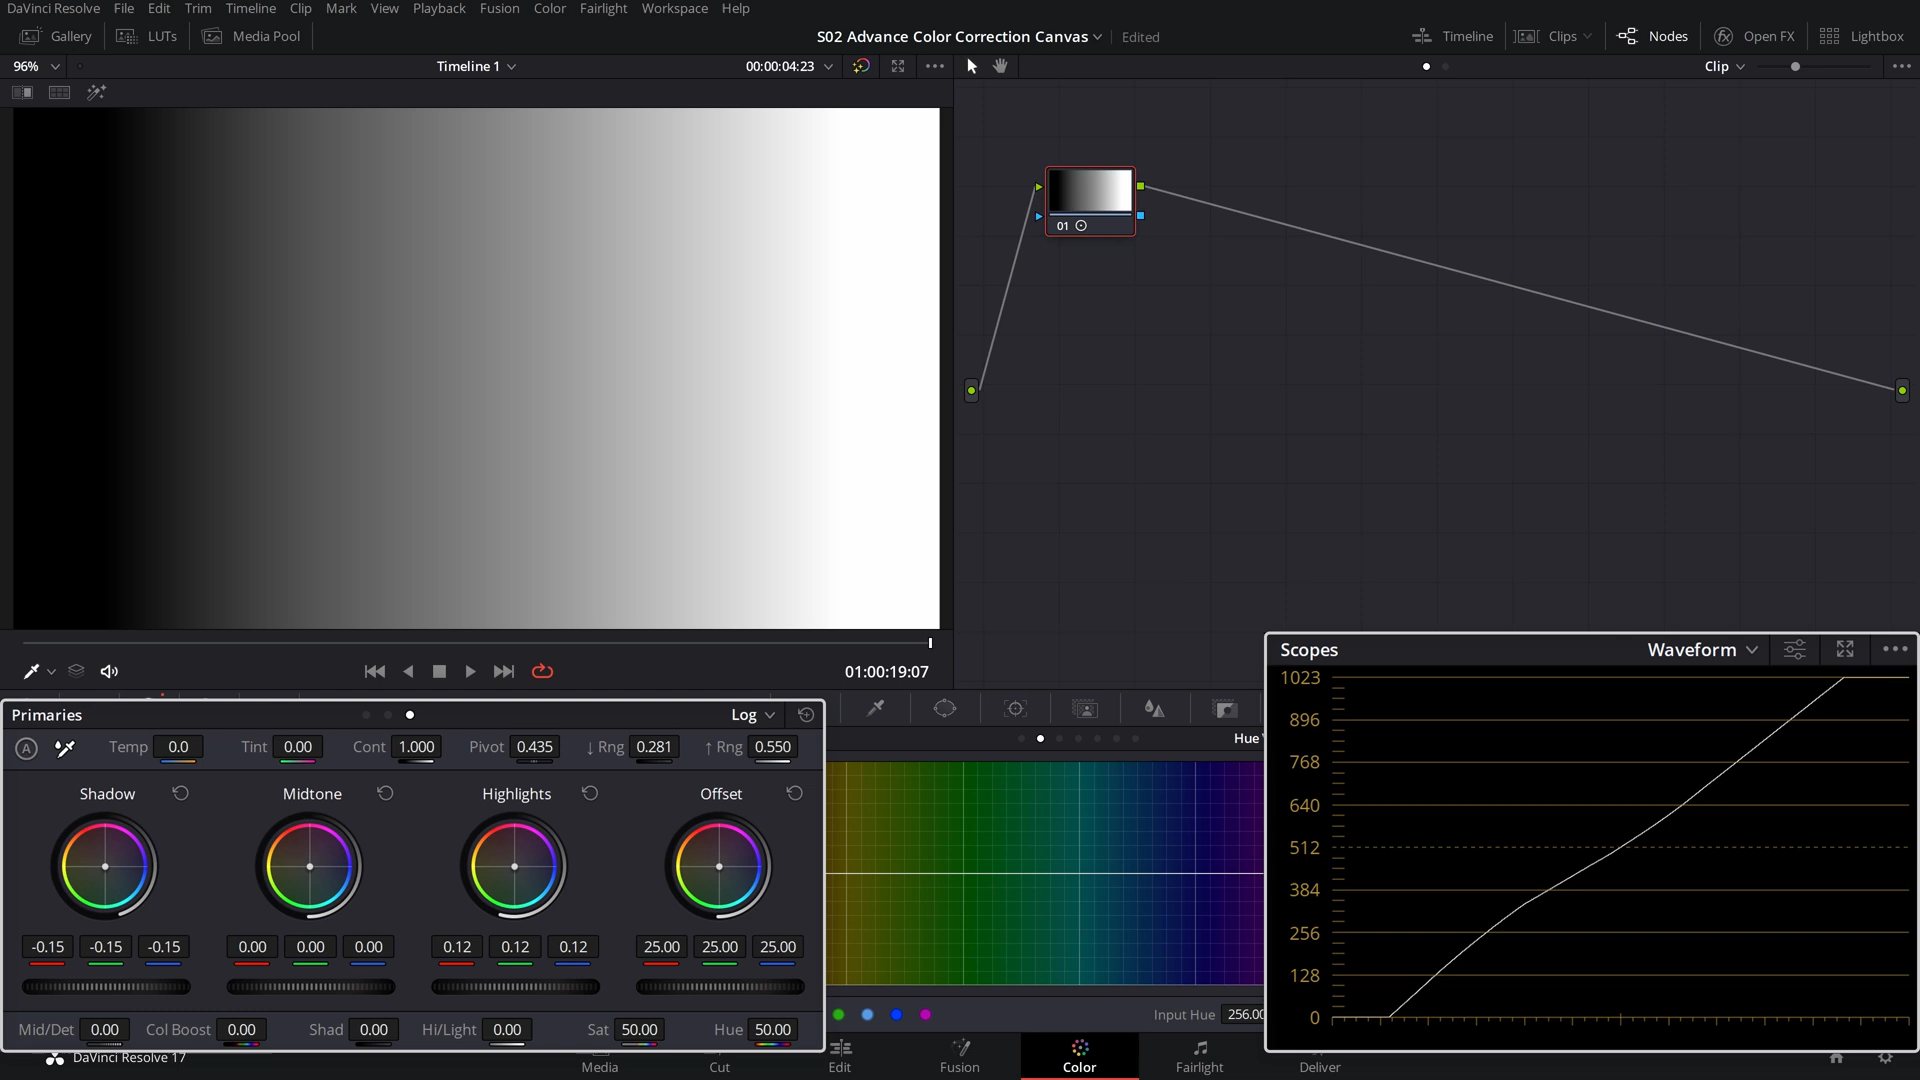 DaVinci Resolve File Edit Trim Timeline Clip Mark View Playback Fusion Color Fairlight Workspace Help
Gallery LUTs Media Pool S02 Advance Color Correction Canvas Edited Timeline Clips Nodes Open FX Lightbox
96% Timeline 1 00:00:04:23 Clip
01
01:00:19:07
Primaries Log
A Temp 0.0 Tint 0.00 Cont 1.000 Pivot 0.435 ↓ Rng 0.281 ↑ Rng 0.550
Shadow Midtone Highlights Offset
-0.15 -0.15 -0.15 0.00 0.00 0.00 0.12 0.12 0.12 25.00 25.00 25.00
Mid/Det 0.00 Col Boost 0.00 Shad 0.00 Hi/Light 0.00 Sat 50.00 Hue 50.00
Hue
Input Hue 256.00
Scopes Waveform
1023
896
768
640
512
384
256
128
0
DaVinci Resolve 17 Media Cut Edit Fusion Color Fairlight Deliver